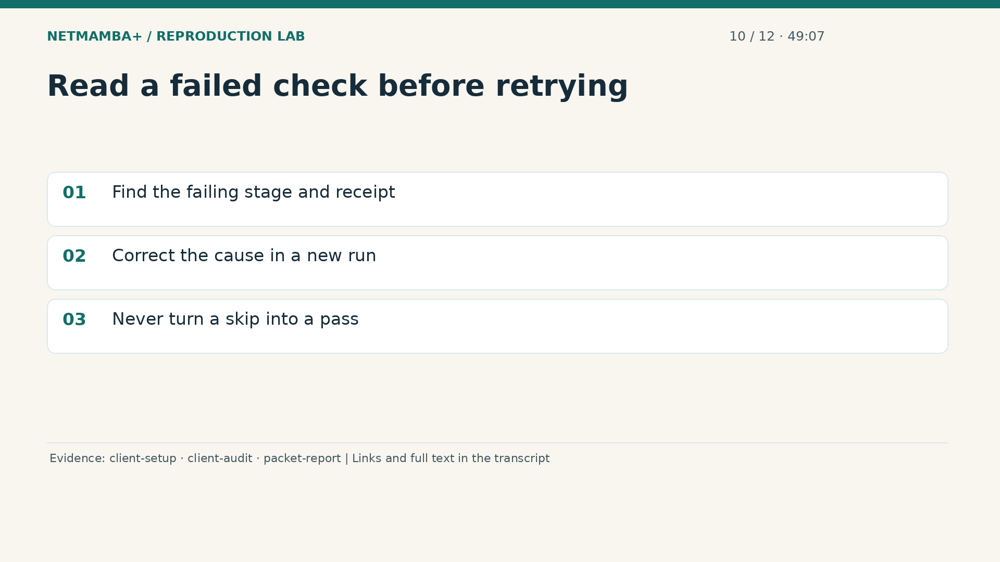 NETMAMBA+ / REPRODUCTION LAB
10 / 12 · 49:07
Read a failed check before retrying
01 Find the failing stage and receipt
02 Correct the cause in a new run
03 Never turn a skip into a pass
Evidence: client-setup · client-audit · packet-report | Links and full text in the transcript